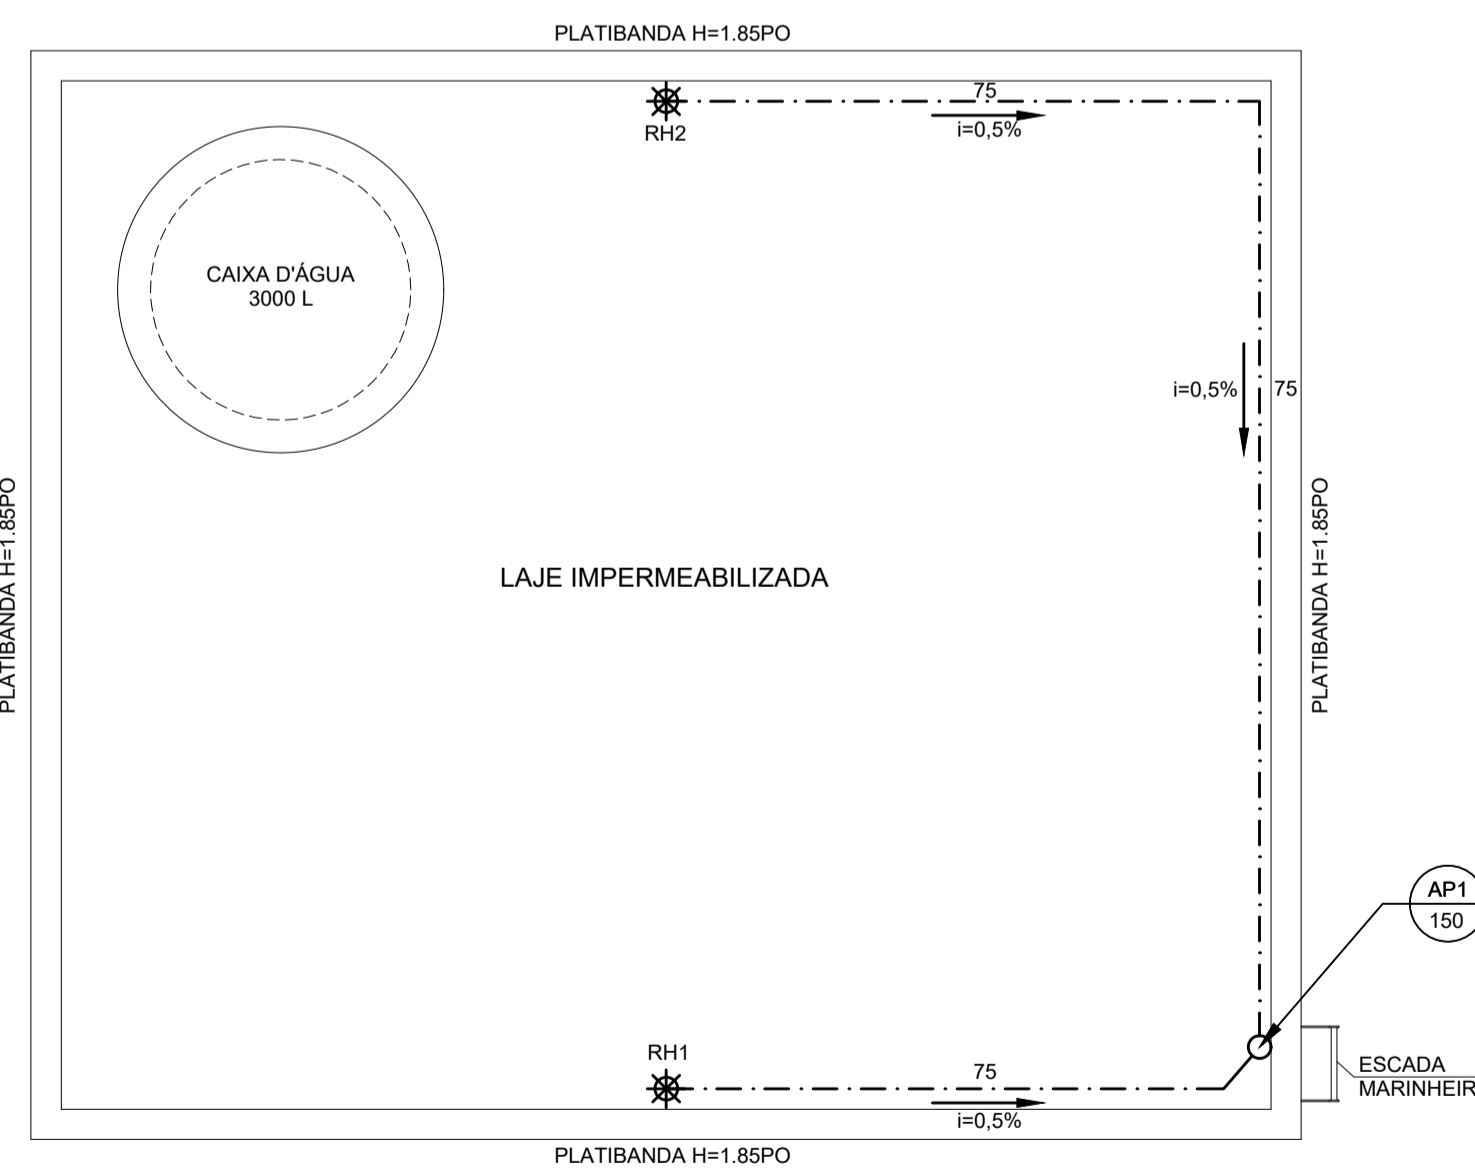 PLATIBANDA H=1.85PO
75
i=0,5%
RH2
CAIXA D'ÁGUA
3000 L
i=0,5%
75
PLATIBANDA H=1.85PO
PLATIBANDA H=1.85PO
LAJE IMPERMEABILIZADA
AP1
150
RH1
75
i=0,5%
ESCADA
MARINHEIR
PLATIBANDA H=1.85PO